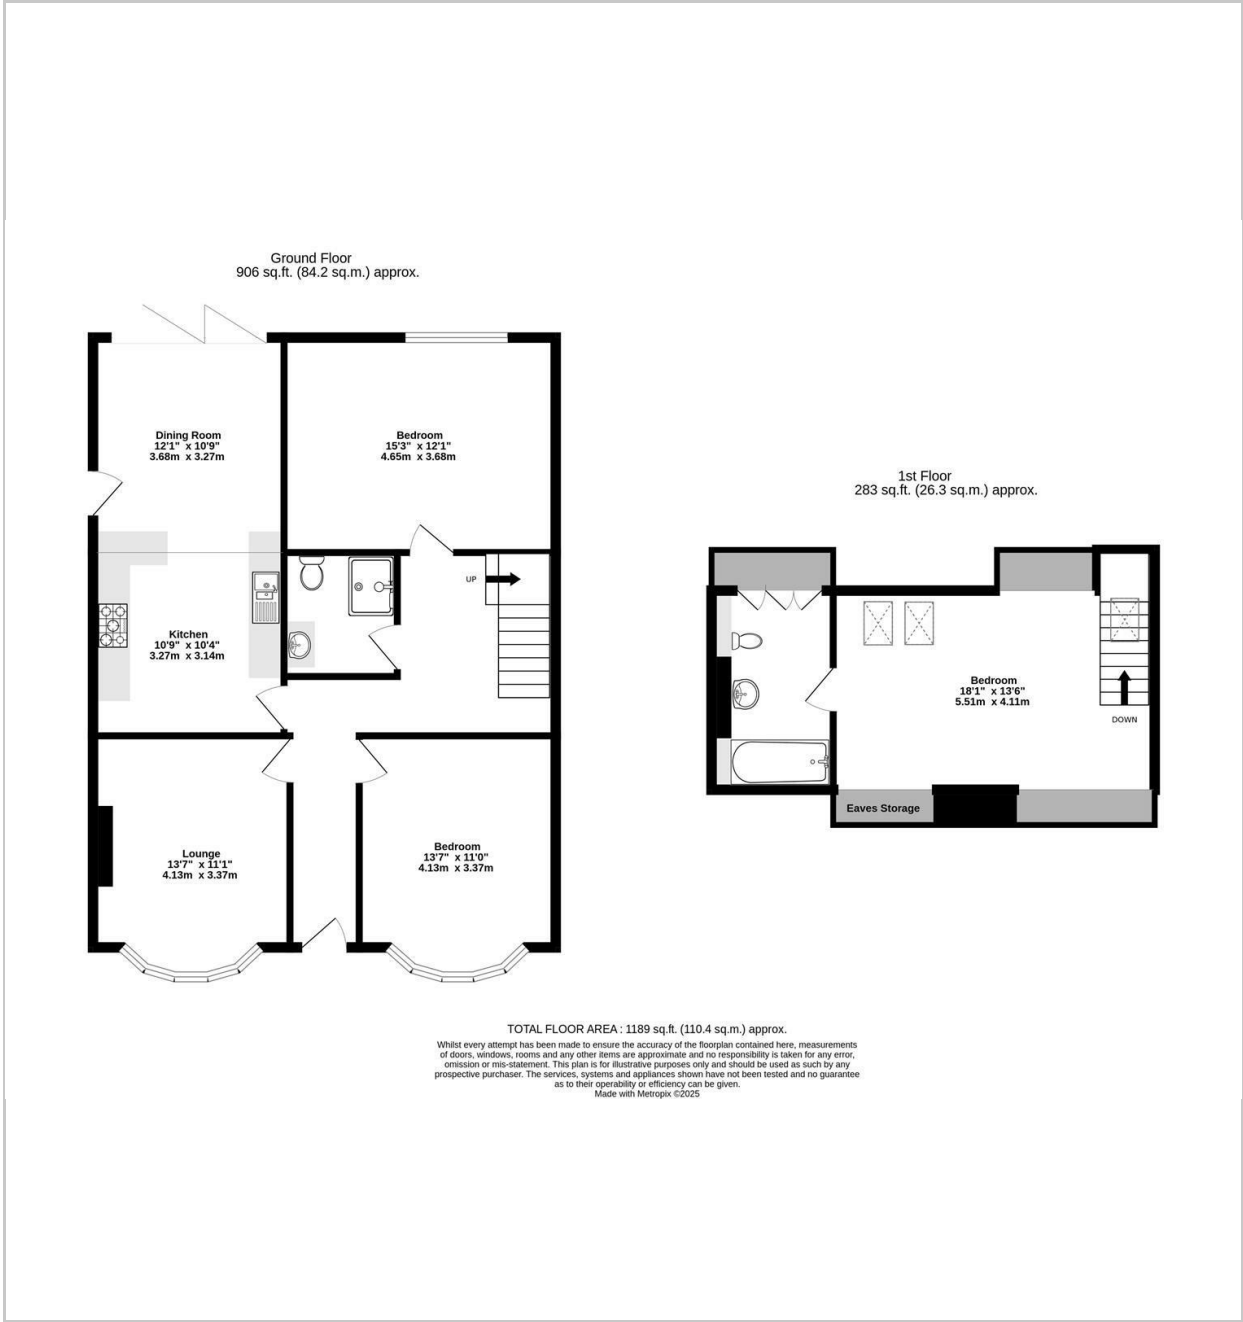 Ground Floor
906 sq.ft. (84.2 sq.m.) approx.
Dining Room
12'1" x 10'9"
3.68m x 3.27m
Bedroom
15'3" x 12'1"
4.65m x 3.68m
UP
Kitchen
10'9" x 10'4"
3.27m x 3.14m
Lounge
13'7" x 11'1"
4.13m x 3.37m
Bedroom
13'7" x 11'0"
4.13m x 3.37m
1st Floor
283 sq.ft. (26.3 sq.m.) approx.
Bedroom
18'1" x 13'6"
5.51m x 4.11m
DOWN
Eaves Storage
TOTAL FLOOR AREA : 1189 sq.ft. (110.4 sq.m.) approx.
Whilst every attempt has been made to ensure the accuracy of the floorplan contained here, measurements
of doors, windows, rooms and any other items are approximate and no responsibility is taken for any error,
omission or mis-statement. This plan is for illustrative purposes only and should be used as such by any
prospective purchaser. The services, systems and appliances shown have not been tested and no guarantee
as to their operability or efficiency can be given.
Made with Metropix ©2025